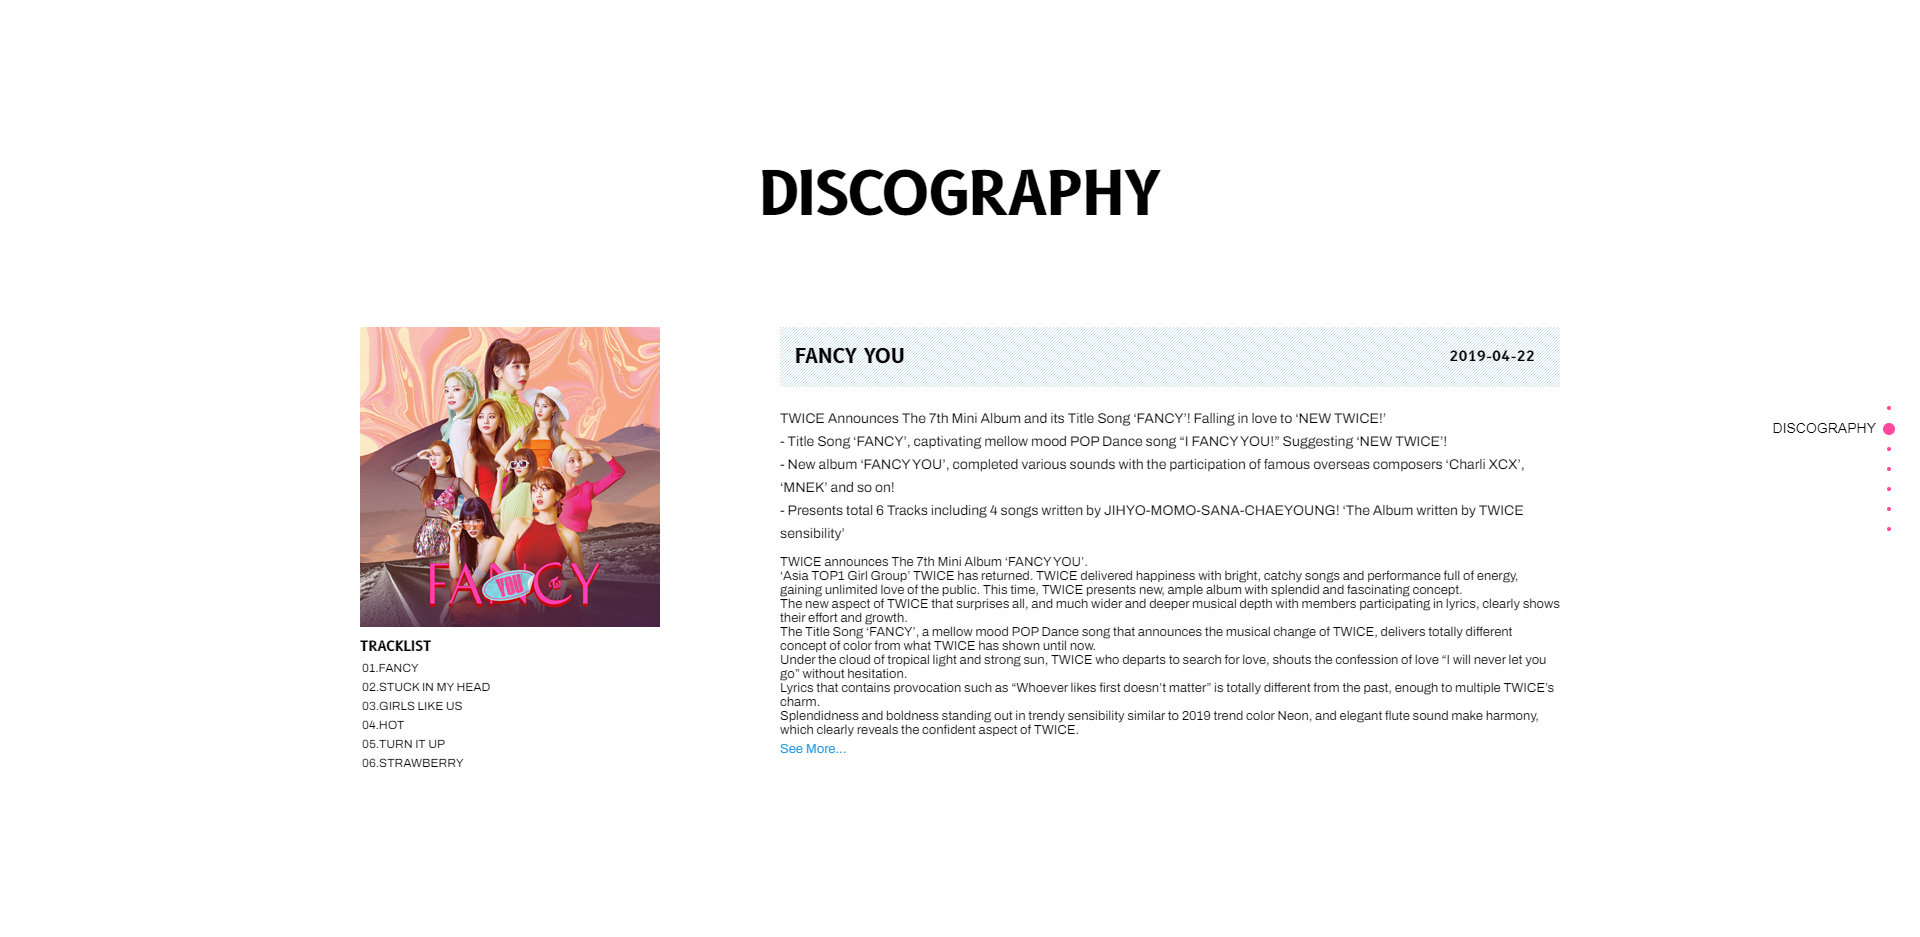 DISCOGRAPHY
FANCY YOU
TRACKLIST
01.FANCY
02.STUCK IN MY HEAD
03.GIRLS LIKE US
04.HOT
05.TURN IT UP
06.STRAWBERRY
FANCY YOU 2019-04-22
TWICE Announces The 7th Mini Album and its Title Song ‘FANCY’! Falling in love to ‘NEW TWICE!’
- Title Song ‘FANCY’, captivating mellow mood POP Dance song “I FANCY YOU!” Suggesting ‘NEW TWICE’!
- New album ‘FANCY YOU’, completed various sounds with the participation of famous overseas composers ‘Charli XCX’,
‘MNEK’ and so on!
- Presents total 6 Tracks including 4 songs written by JIHYO-MOMO-SANA-CHAEYOUNG! ‘The Album written by TWICE
sensibility’
TWICE announces The 7th Mini Album ‘FANCY YOU’.
‘Asia TOP1 Girl Group’ TWICE has returned. TWICE delivered happiness with bright, catchy songs and performance full of energy,
gaining unlimited love of the public. This time, TWICE presents new, ample album with splendid and fascinating concept.
The new aspect of TWICE that surprises all, and much wider and deeper musical depth with members participating in lyrics, clearly shows
their effort and growth.
The Title Song ‘FANCY’, a mellow mood POP Dance song that announces the musical change of TWICE, delivers totally different
concept of color from what TWICE has shown until now.
Under the cloud of tropical light and strong sun, TWICE who departs to search for love, shouts the confession of love “I will never let you
go” without hesitation.
Lyrics that contains provocation such as “Whoever likes first doesn’t matter” is totally different from the past, enough to multiple TWICE’s
charm.
Splendidness and boldness standing out in trendy sensibility similar to 2019 trend color Neon, and elegant flute sound make harmony,
which clearly reveals the confident aspect of TWICE.
See More...
DISCOGRAPHY